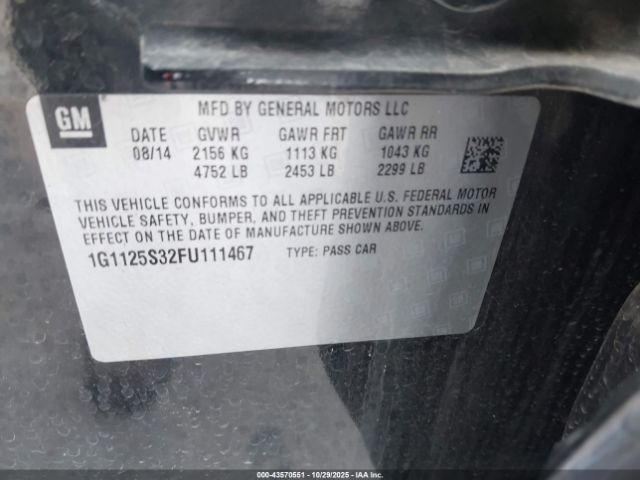 GM
MFD BY GENERAL MOTORS LLC
DATE GVWR GAWR FRT GAWR RR
08/14 2156 KG 1113 KG 1043 KG
4752 LB 2453 LB 2299 LB
THIS VEHICLE CONFORMS TO ALL APPLICABLE U.S. FEDERAL MOTOR
VEHICLE SAFETY, BUMPER, AND THEFT PREVENTION STANDARDS IN
EFFECT ON THE DATE OF MANUFACTURE SHOWN ABOVE.
1G1125S32FU111467 TYPE: PASS CAR
000-43570551 | 10/29/2025 | IAA, Inc.